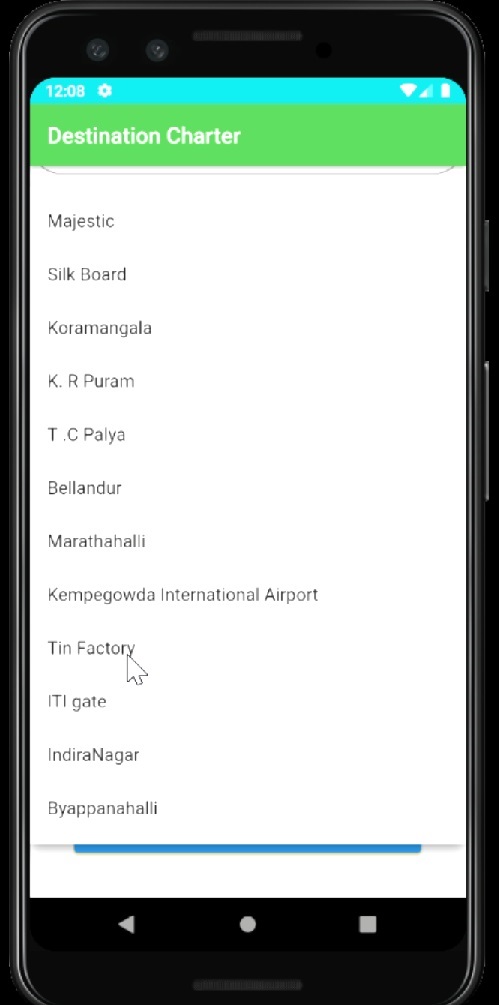 12:08
Destination Charter
Majestic
Silk Board
Koramangala
K. R Puram
T .C Palya
Bellandur
Marathahalli
Kempegowda International Airport
Tin Factory
ITI gate
IndiraNagar
Byappanahalli